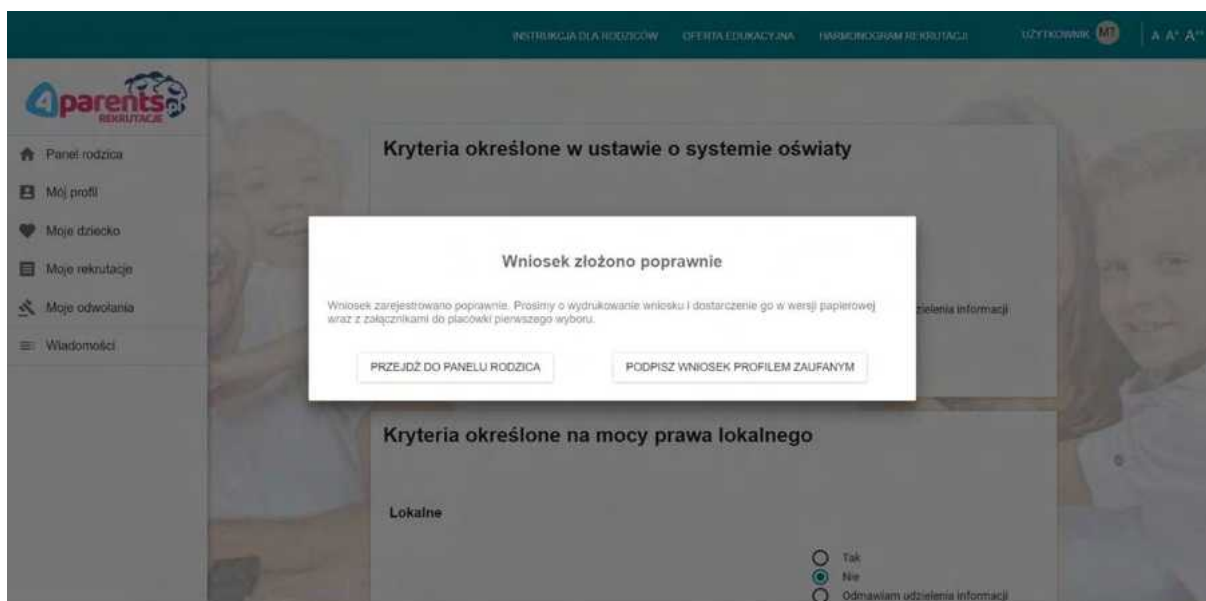 INSTRUKCJA DLA RODZICÓW OFERTA EDUKACYJNA HARMONOGRAM REKRUTACJI UŻYTKOWNIK MT A A+ A++
4parents.pl
REKRUTACJE
Panel rodzica
Mój profil
Moje dziecko
Moje rekrutacje
Moje odwołania
Wiadomości
Kryteria określone w ustawie o systemie oświaty
Wniosek złożono poprawnie
Wniosek zarejestrowano poprawnie. Prosimy o wydrukowanie wniosku i dostarczenie go w wersji papierowej
wraz z załącznikami do placówki pierwszego wyboru.
PRZEJDŹ DO PANELU RODZICA PODPISZ WNIOSEK PROFILEM ZAUFANYM
informacji
Kryteria określone na mocy prawa lokalnego
Lokalne
Tak
Nie
Odmawiam udzielenia informacji